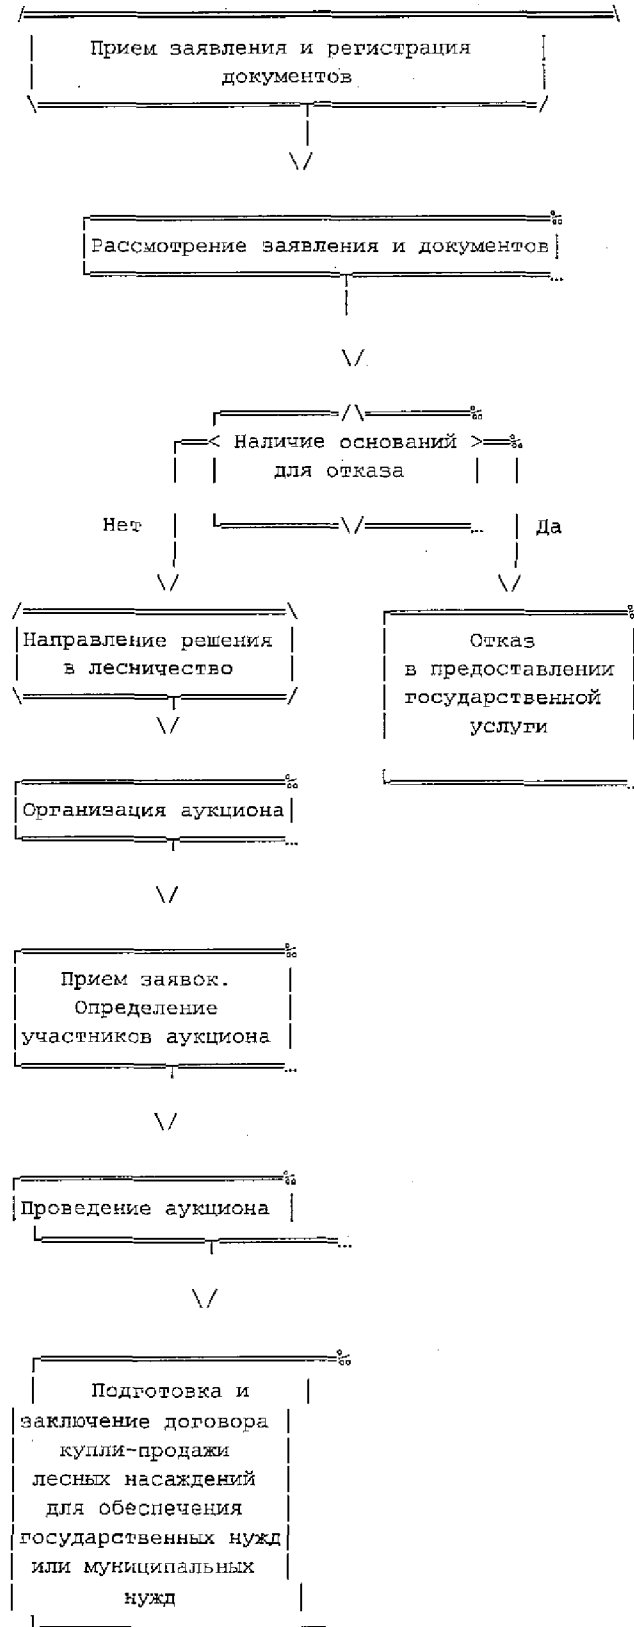 Прием заявления и регистрация
документов
Рассмотрение заявления и документов
Наличие оснований
для отказа
Нет
Да
Направление решения
в лесничество
Отказ
в предоставлении
государственной
услуги
Организация аукциона
Прием заявок.
Определение
участников аукциона
Проведение аукциона
Подготовка и
заключение договора
купли-продажи
лесных насаждений
для обеспечения
государственных нужд
или муниципальных
нужд